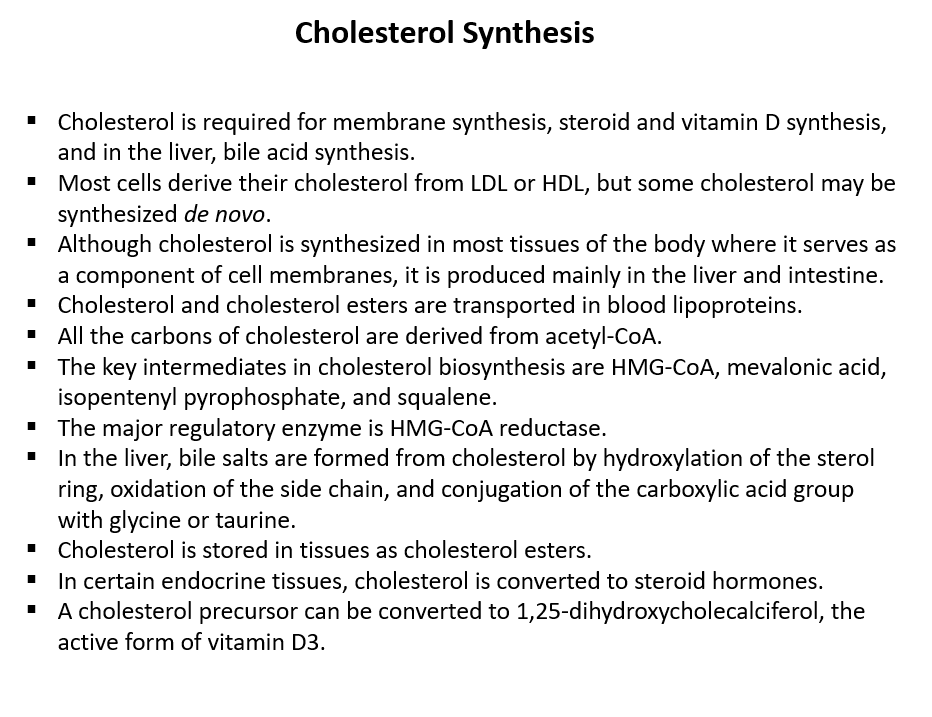 Cholesterol Synthesis
▪ Cholesterol is required for membrane synthesis, steroid and vitamin D synthesis,
and in the liver, bile acid synthesis.
▪ Most cells derive their cholesterol from LDL or HDL, but some cholesterol may be
synthesized de novo.
▪ Although cholesterol is synthesized in most tissues of the body where it serves as
a component of cell membranes, it is produced mainly in the liver and intestine.
▪ Cholesterol and cholesterol esters are transported in blood lipoproteins.
▪ All the carbons of cholesterol are derived from acetyl-CoA.
▪ The key intermediates in cholesterol biosynthesis are HMG-CoA, mevalonic acid,
isopentenyl pyrophosphate, and squalene.
▪ The major regulatory enzyme is HMG-CoA reductase.
▪ In the liver, bile salts are formed from cholesterol by hydroxylation of the sterol
ring, oxidation of the side chain, and conjugation of the carboxylic acid group
with glycine or taurine.
▪ Cholesterol is stored in tissues as cholesterol esters.
▪ In certain endocrine tissues, cholesterol is converted to steroid hormones.
▪ A cholesterol precursor can be converted to 1,25-dihydroxycholecalciferol, the
active form of vitamin D3.